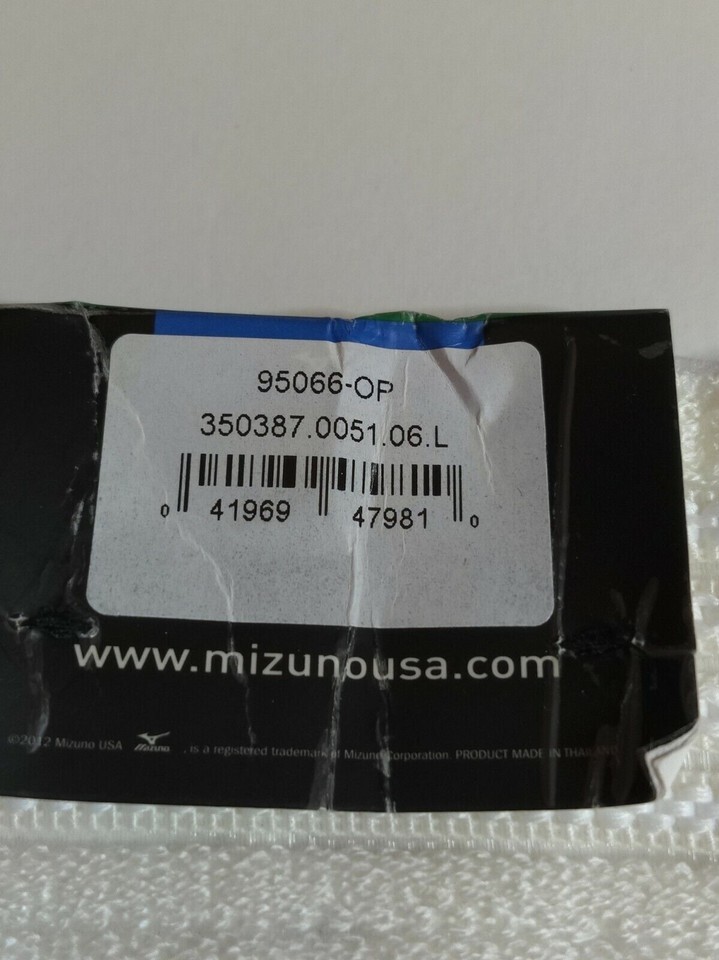 95066-OP
350387.0051.06.L
0 41969 47981 0
www.mizunousa.com
©2012 Mizuno USA MIZUNO , is a registered trademark of Mizuno Corporation. PRODUCT MADE IN THAILAND